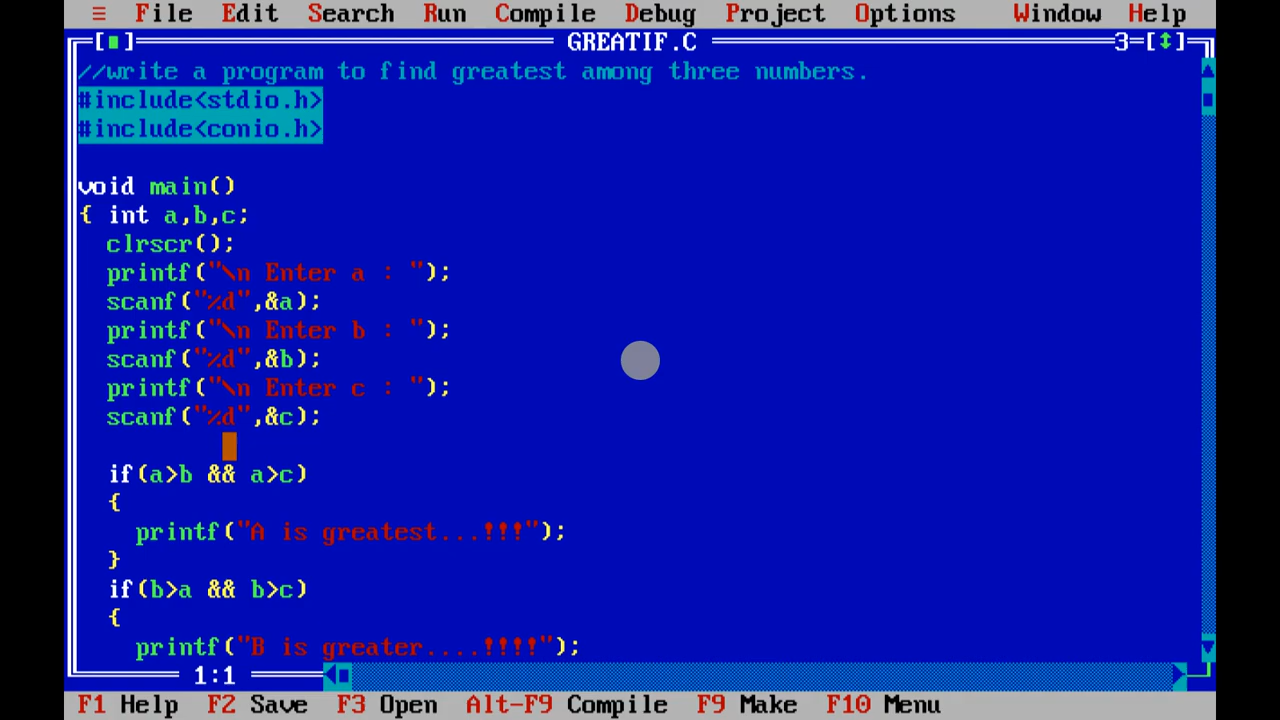 ≡ File Edit Search Run Compile Debug Project Options Window Help
[■] GREATIF.C 3=[↕]
//write a program to find greatest among three numbers.
#include<stdio.h>
#include<conio.h>
void main()
{ int a,b,c;
clrscr();
printf("\n Enter a : ");
scanf("%d",&a);
printf("\n Enter b : ");
scanf("%d",&b);
printf("\n Enter c : ");
scanf("%d",&c);
if(a>b && a>c)
{
printf("A is greatest...!!!");
}
if(b>a && b>c)
{
printf("B is greater....!!!!");
1:1
F1 Help F2 Save F3 Open Alt-F9 Compile F9 Make F10 Menu